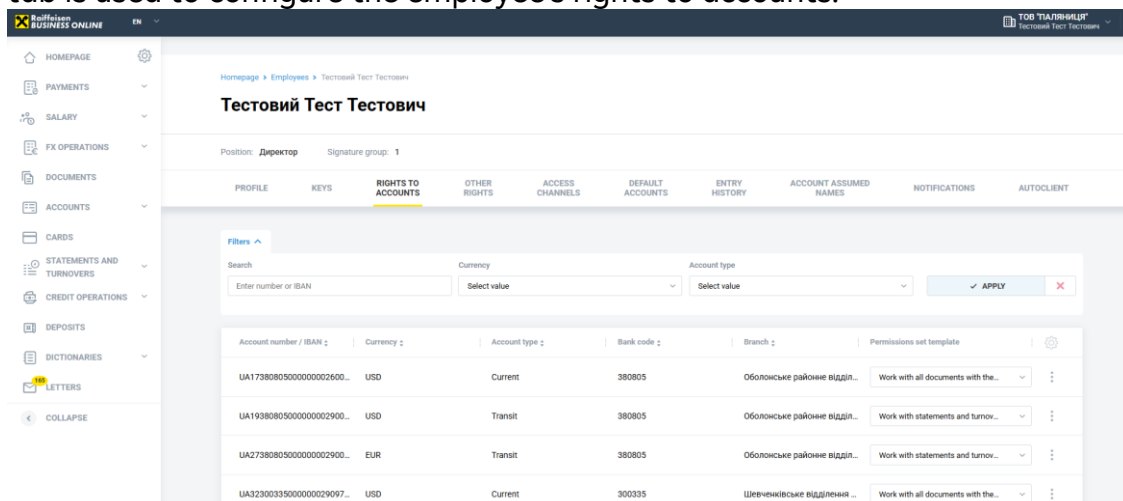 tab is used to configure the employee's rights to accounts.
Raiffeisen
BUSINESS ONLINE
EN
ТОВ "ПАЛЯНИЦЯ"
Тестовий Тест Тестович
HOMEPAGE
PAYMENTS
SALARY
FX OPERATIONS
DOCUMENTS
ACCOUNTS
CARDS
STATEMENTS AND
TURNOVERS
CREDIT OPERATIONS
DEPOSITS
DICTIONARIES
165
LETTERS
COLLAPSE
Homepage > Employees > Тестовий Тест Тестович
Тестовий Тест Тестович
Position: Директор Signature group: 1
PROFILE
KEYS
RIGHTS TO
ACCOUNTS
OTHER
RIGHTS
ACCESS
CHANNELS
DEFAULT
ACCOUNTS
ENTRY
HISTORY
ACCOUNT ASSUMED
NAMES
NOTIFICATIONS
AUTOCLIENT
Filters
Search Currency Account type
Enter number or IBAN Select value Select value APPLY
Account number / IBAN Currency Account type Bank code Branch Permissions set template
UA17380805000000002600... USD Current 380805 Оболонське районне відділ... Work with all documents with the...
UA19380805000000002900... USD Transit 380805 Оболонське районне відділ... Work with statements and turnov...
UA27380805000000002900... EUR Transit 380805 Оболонське районне відділ... Work with statements and turnov...
UA32300335000000029097... USD Current 300335 Шевченківське відділення ... Work with all documents with the...